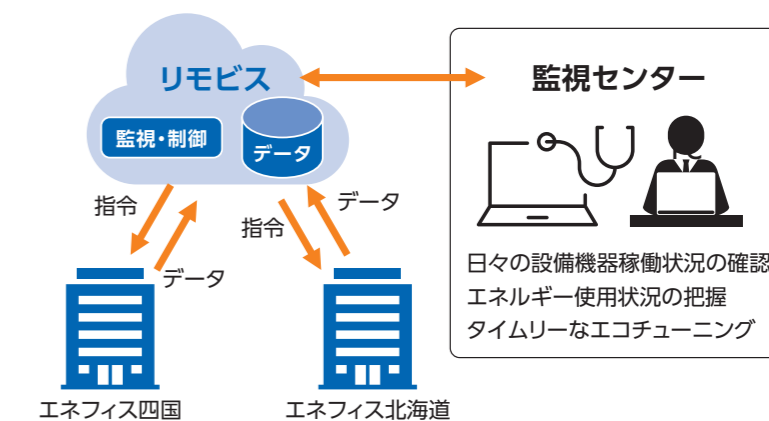 リモビス
監視・制御
データ
監視センター
指令
データ
指令
データ
日々の設備機器稼働状況の確認
エネルギー使用状況の把握
タイムリーなエコチューニング
エネフィス四国
エネフィス北海道